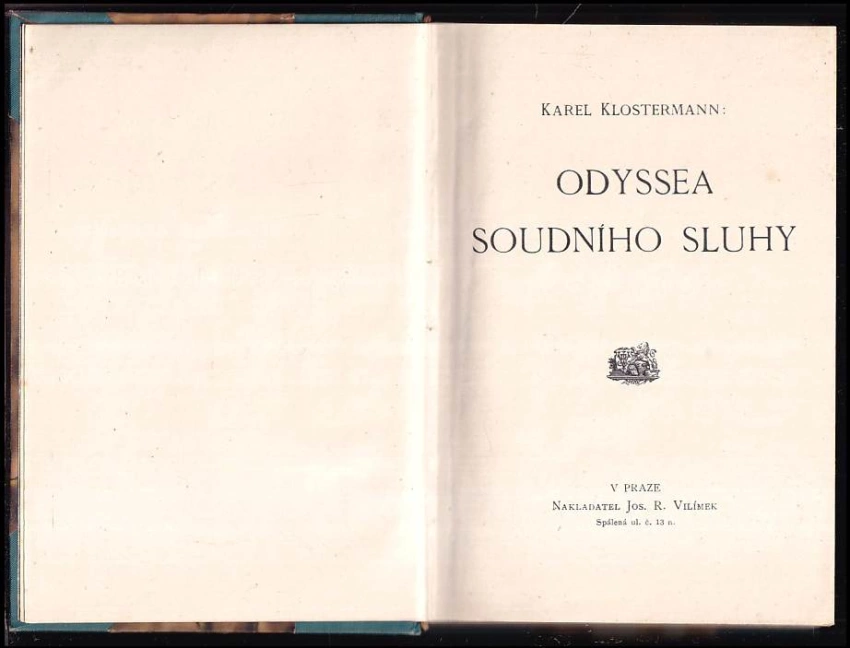 KAREL KLOSTERMANN:
ODYSSEA
SOUDNÍHO SLUHY
V PRAZE
NAKLADATEL JOS. R. VILÍMEK
Spálená ul. č. 13 n.